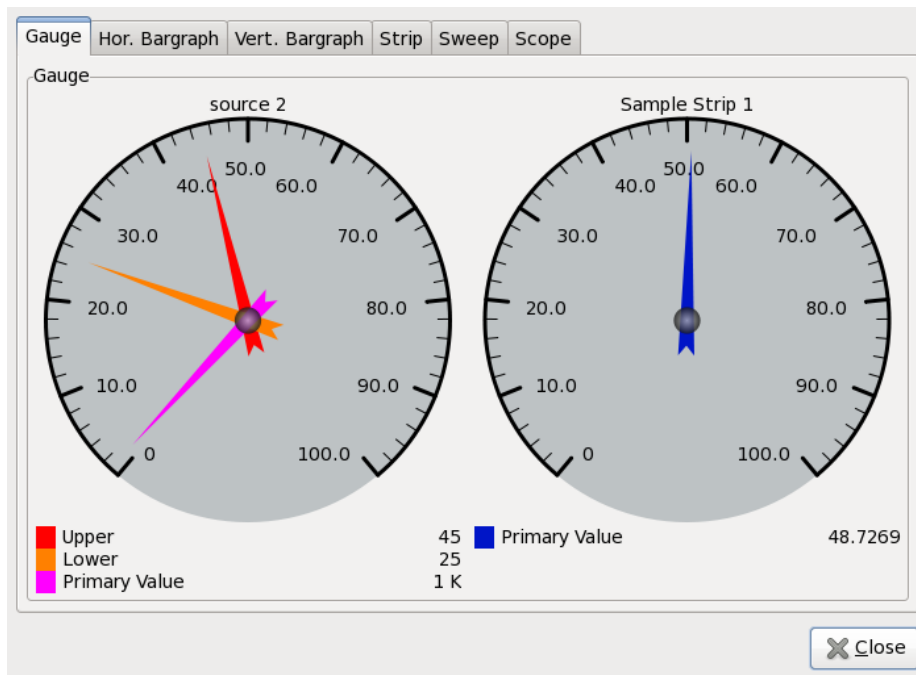 Gauge Hor. Bargraph Vert. Bargraph Strip Sweep Scope
Gauge
source 2
50.0
40.0 60.0
30.0 70.0
20.0 80.0
10.0 90.0
0 100.0
Upper 45
Lower 25
Primary Value 1 K
Sample Strip 1
50.0
40.0 60.0
30.0 70.0
20.0 80.0
10.0 90.0
0 100.0
Primary Value 48.7269
Close